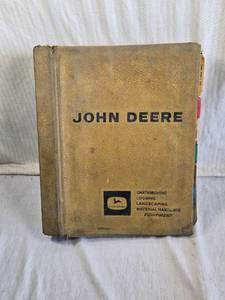 JOHN DEERE
EARTHMOVING
LOGGING
LANDSCAPING
MATERIAL HANDLING
EQUIPMENT